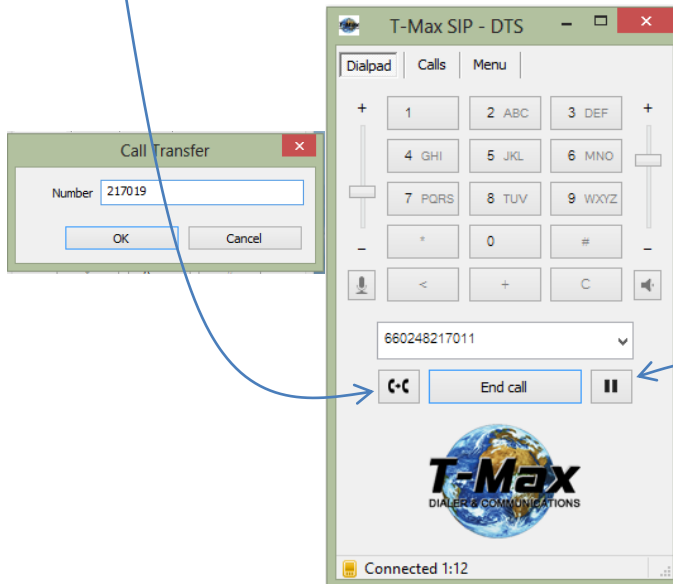 T-Max SIP - DTS
Dialpad Calls Menu
+ 1 2 ABC 3 DEF +
4 GHI 5 JKL 6 MNO
7 PQRS 8 TUV 9 WXYZ
- * 0 # -
< + C
Call Transfer
Number 217019
OK Cancel
660248217011
End call
T-Max
DIALER & COMMUNICATIONS
Connected 1:12